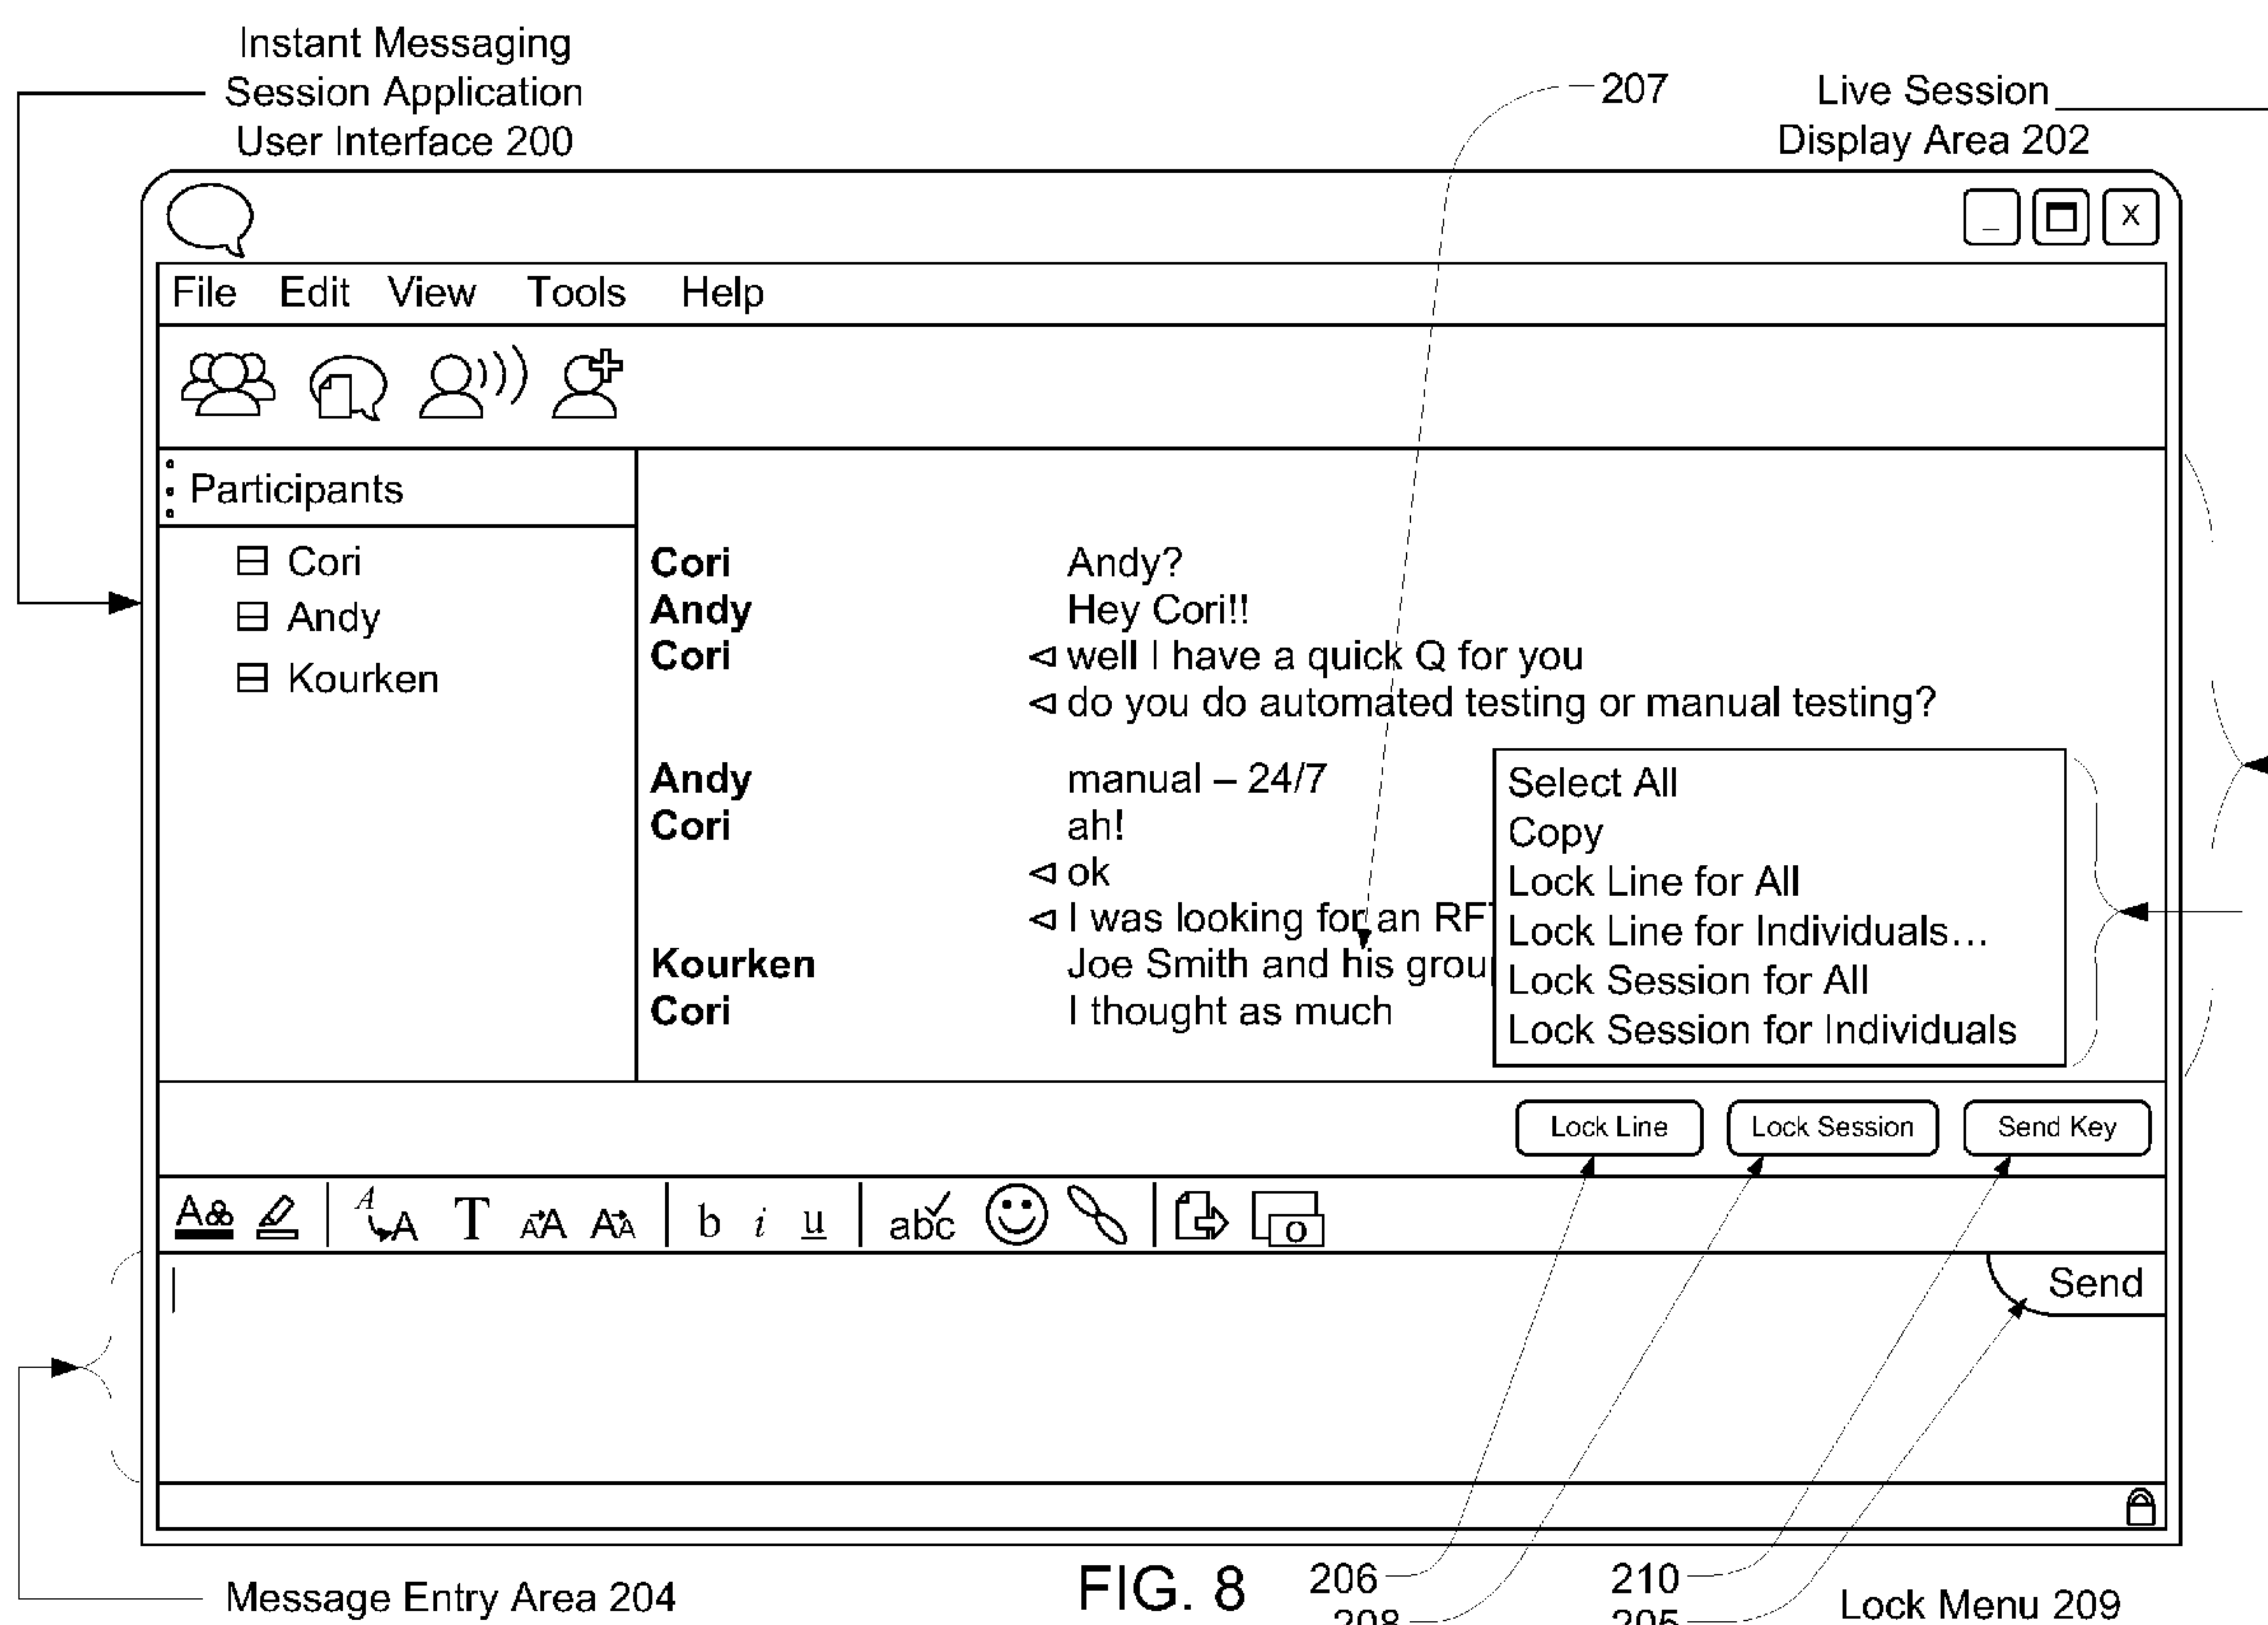 Instant Messaging
Session Application
User Interface 200
207
Live Session
Display Area 202
_
X
File Edit View Tools Help
Participants
Cori
Andy
Kourken
Cori Andy?
Andy Hey Cori!!
Cori well I have a quick Q for you
do you do automated testing or manual testing?
Andy manual – 24/7
Cori ah!
ok
I was looking for an
Kourken Joe Smith and his
Cori I thought as much
Select All
Copy
Lock Line for All
Lock Line for Individuals...
Lock Session for All
Lock Session for Individuals
Lock Line
Lock Session
Send Key
A A A T AA AA b i u abc O
Send
Message Entry Area 204
FIG. 8
206
208
210
205
Lock Menu 209